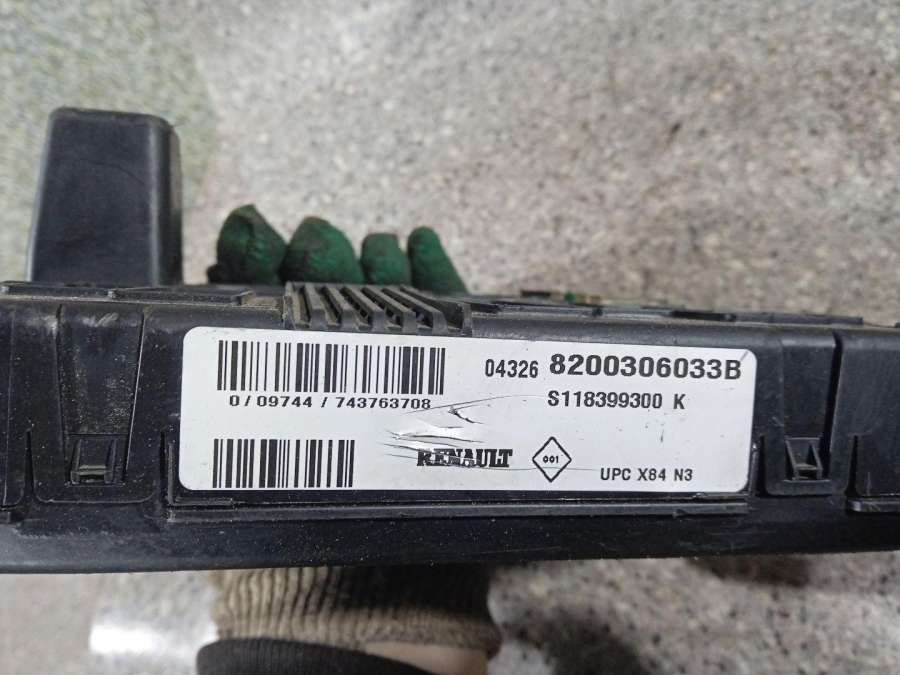 04326 8200306033B
0 / 09744 / 743763708
S118399300 K
RENAULT
001
UPC X84 N3